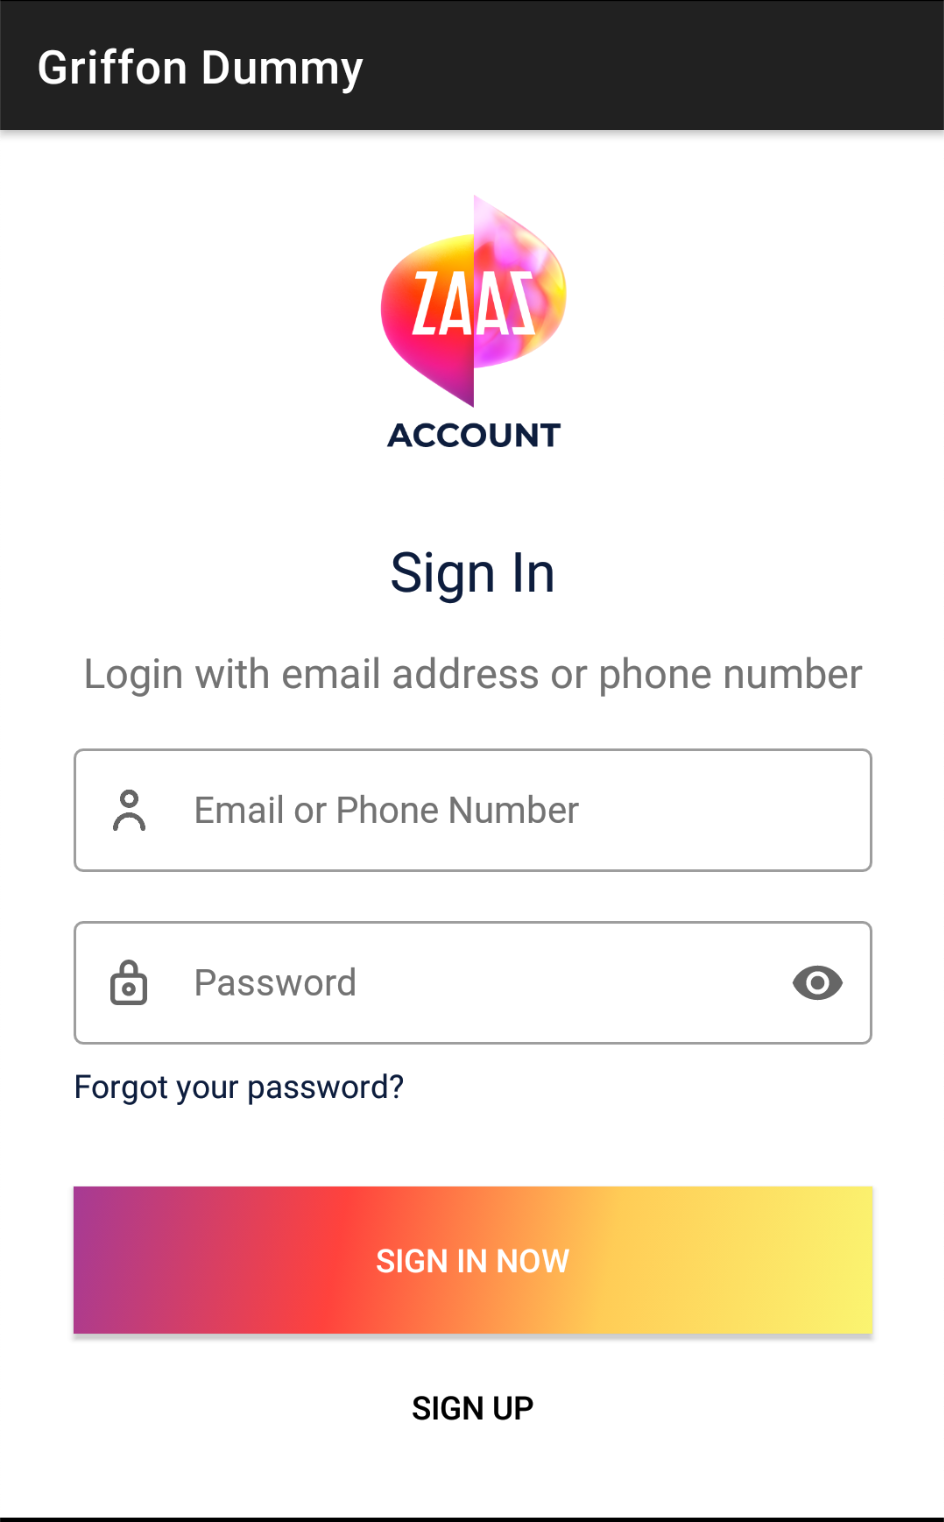 Griffon Dummy
ZAAZ
ACCOUNT
Sign In
Login with email address or phone number
Email or Phone Number
Password
Forgot your password?
SIGN IN NOW
SIGN UP